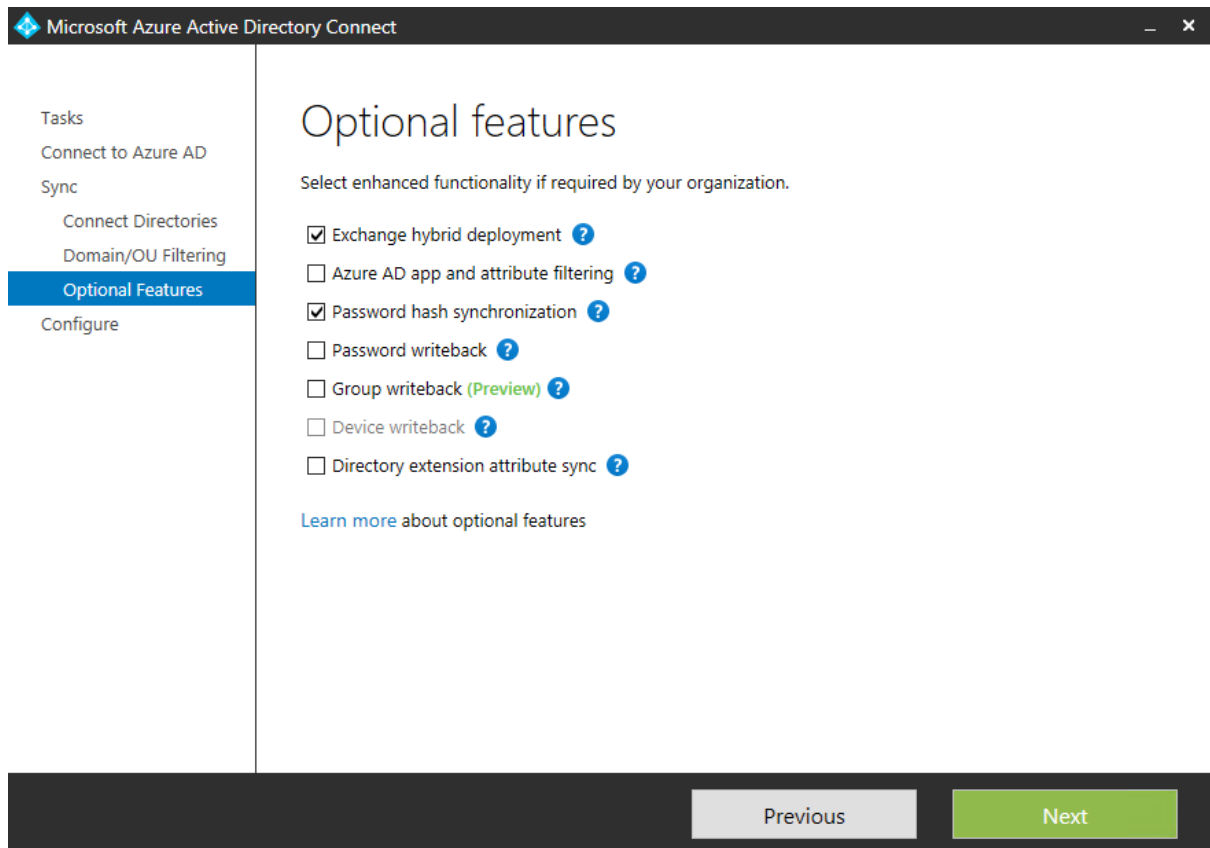 Microsoft Azure Active Directory Connect
Tasks
Connect to Azure AD
Sync
Connect Directories
Domain/OU Filtering
Optional Features
Configure
Optional features
Select enhanced functionality if required by your organization.
Exchange hybrid deployment ?
Azure AD app and attribute filtering ?
Password hash synchronization ?
Password writeback ?
Group writeback (Preview) ?
Device writeback ?
Directory extension attribute sync ?
Learn more about optional features
Previous
Next